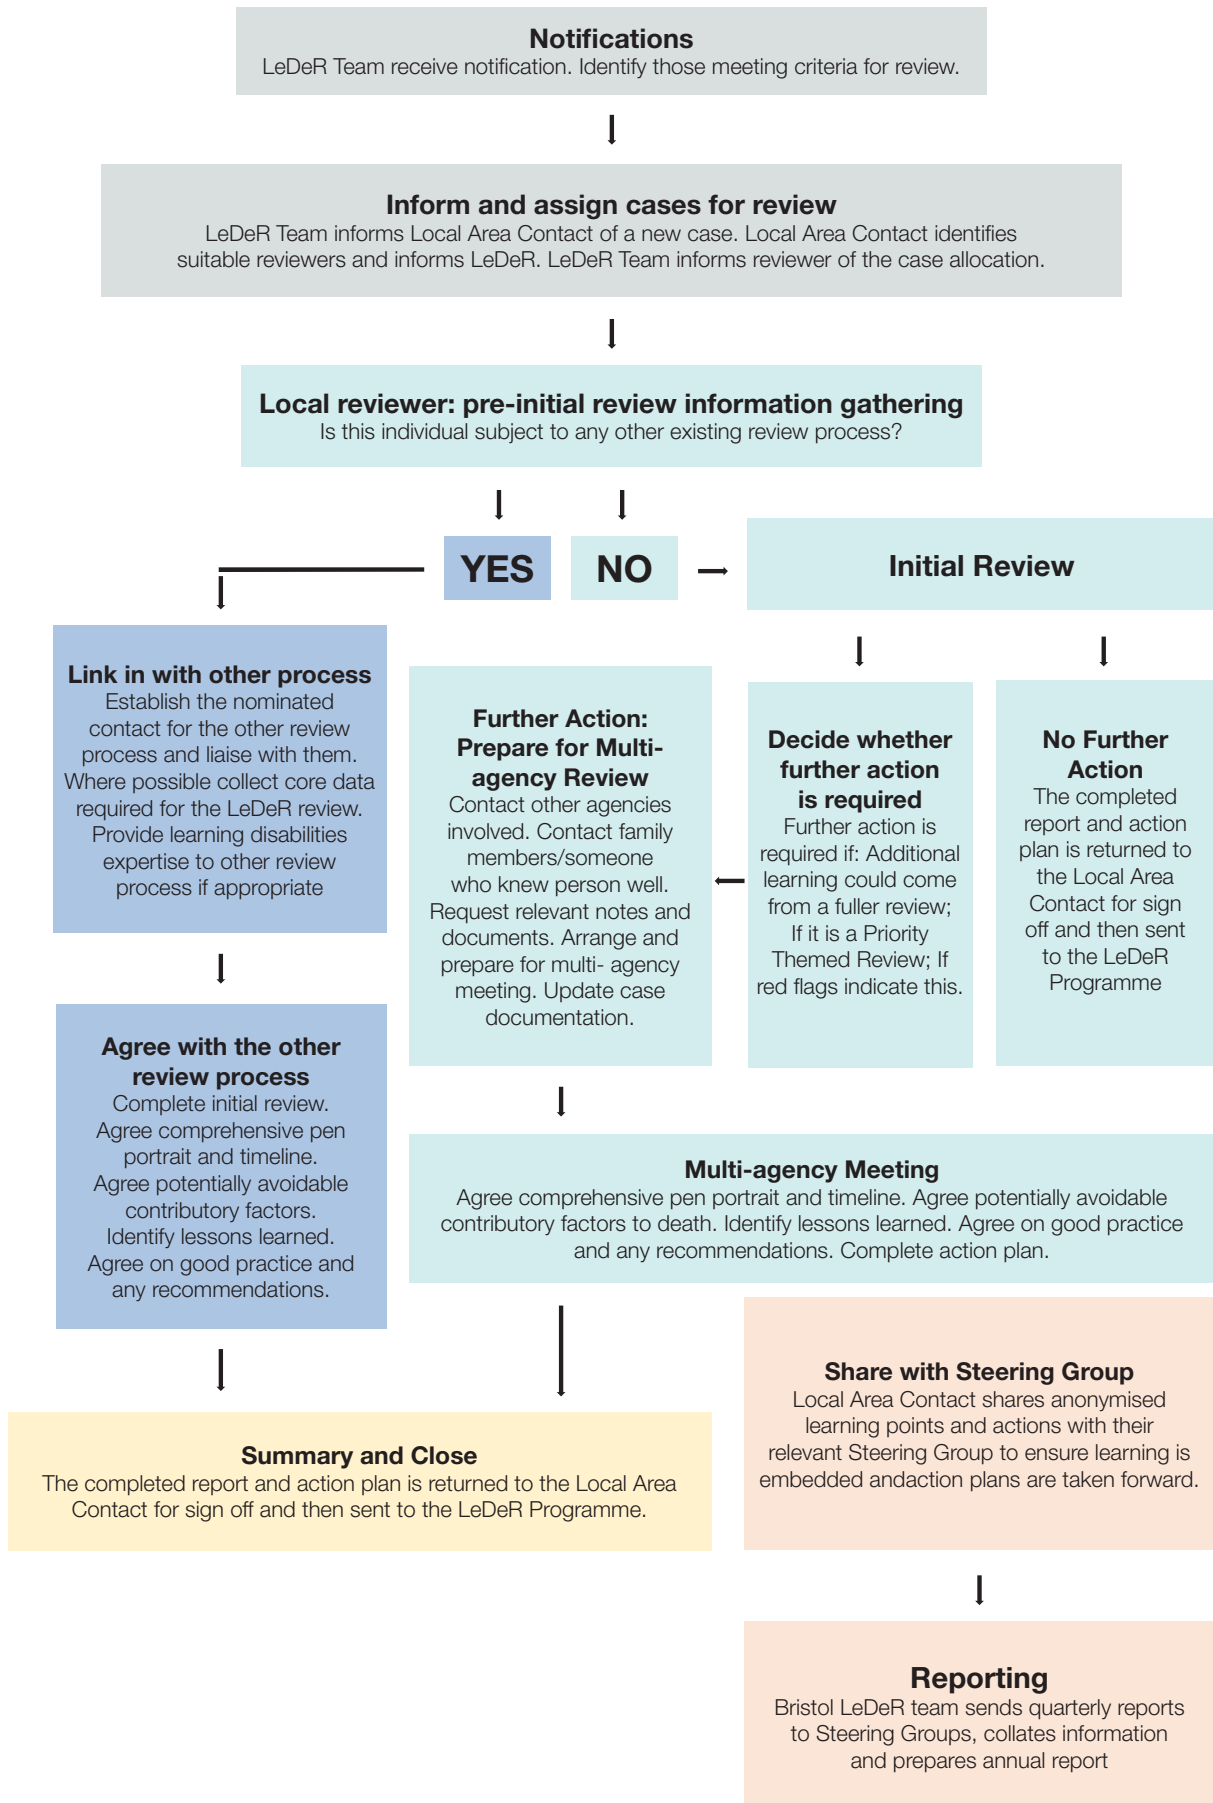 Notifications
LeDeR Team receive notification. Identify those meeting criteria for review.
Inform and assign cases for review
LeDeR Team informs Local Area Contact of a new case. Local Area Contact identifies
suitable reviewers and informs LeDeR. LeDeR Team informs reviewer of the case allocation.
Local reviewer: pre-initial review information gathering
Is this individual subject to any other existing review process?
YES
NO
Initial Review
Link in with other process
Establish the nominated
contact for the other review
process and liaise with them.
Where possible collect core data
required for the LeDeR review.
Provide learning disabilities
expertise to other review
process if appropriate
Further Action:
Prepare for Multi-
agency Review
Contact other agencies
involved. Contact family
members/someone
who knew person well.
Request relevant notes and
documents. Arrange and
prepare for multi- agency
meeting. Update case
documentation.
Decide whether
further action
is required
Further action is
required if: Additional
learning could come
from a fuller review;
If it is a Priority
Themed Review; If
red flags indicate this.
No Further
Action
The completed
report and action
plan is returned to
the Local Area
Contact for sign
off and then sent
to the LeDeR
Programme
Agree with the other
review process
Complete initial review.
Agree comprehensive pen
portrait and timeline.
Agree potentially avoidable
contributory factors.
Identify lessons learned.
Agree on good practice and
any recommendations.
Multi-agency Meeting
Agree comprehensive pen portrait and timeline. Agree potentially avoidable
contributory factors to death. Identify lessons learned. Agree on good practice
and any recommendations. Complete action plan.
Share with Steering Group
Local Area Contact shares anonymised
learning points and actions with their
relevant Steering Group to ensure learning is
embedded andaction plans are taken forward.
Summary and Close
The completed report and action plan is returned to the Local Area
Contact for sign off and then sent to the LeDeR Programme.
Reporting
Bristol LeDeR team sends quarterly reports
to Steering Groups, collates information
and prepares annual report